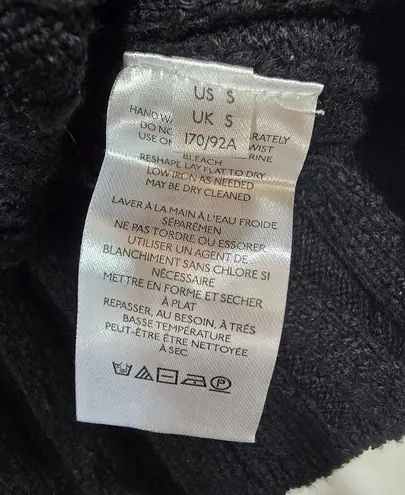 US S
UK S
170/92A
HAND WA RATELY
DO NO WIST
USE ON RINE
BLEACH
RESHAPE LAY FLAT TO DRY
LOW IRON AS NEEDED
MAY BE DRY CLEANED
LAVER À LA MAIN À L'EAU FROIDE
SÉPARÉMEN
NE PAS TORDRE OU ESSORER
UTILISER UN AGENT DE
BLANCHIMENT SANS CHLORE SI
NÉCESSAIRE
METTRE EN FORME ET SECHER
À PLAT
REPASSER, AU BESOIN, À TRÉS
BASSE TEMPÉRATURE
PEUT-ÊTRE ÊTRE NETTOYÉE
À SEC